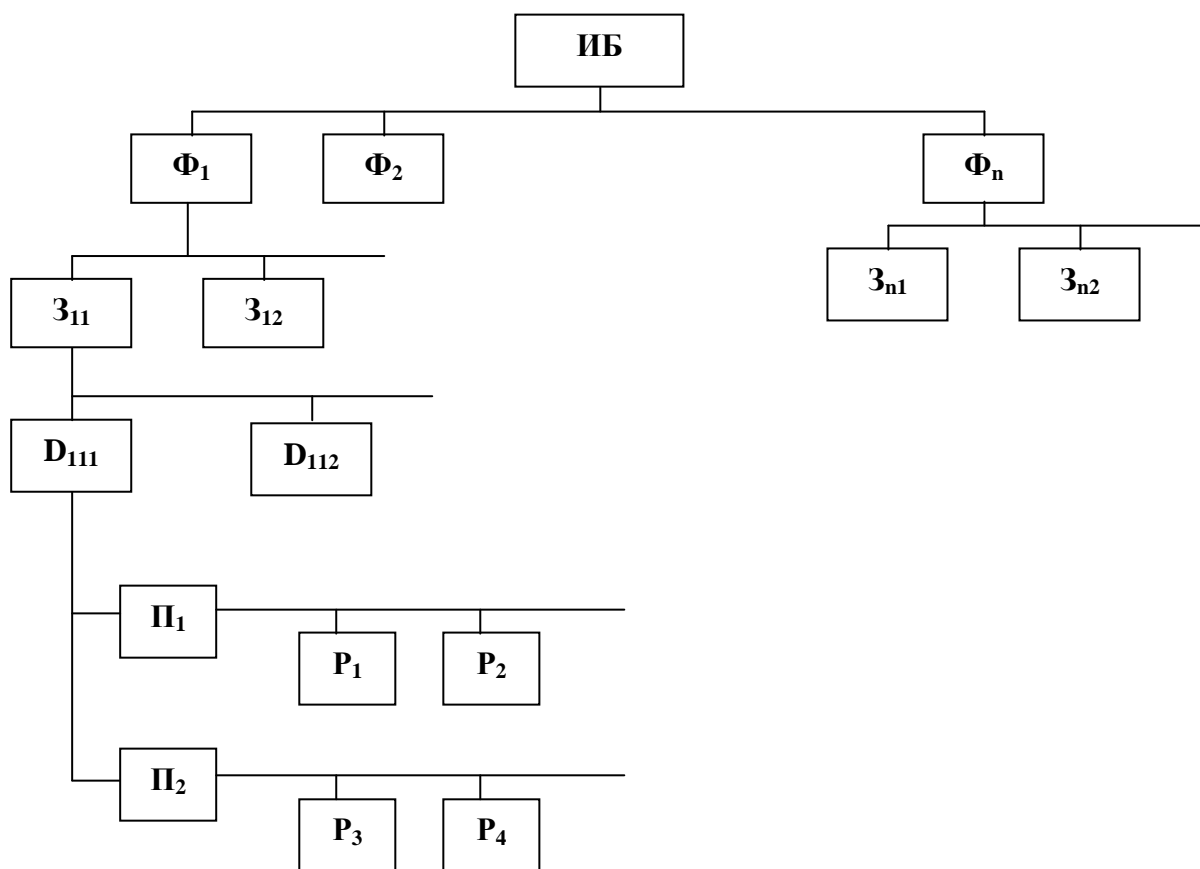 ИБ
Ф₁ Ф₂ Фₙ
З₁₁ З₁₂ Зₙ₁ Зₙ₂
D₁₁₁ D₁₁₂
П₁
Р₁ Р₂
П₂
Р₃ Р₄